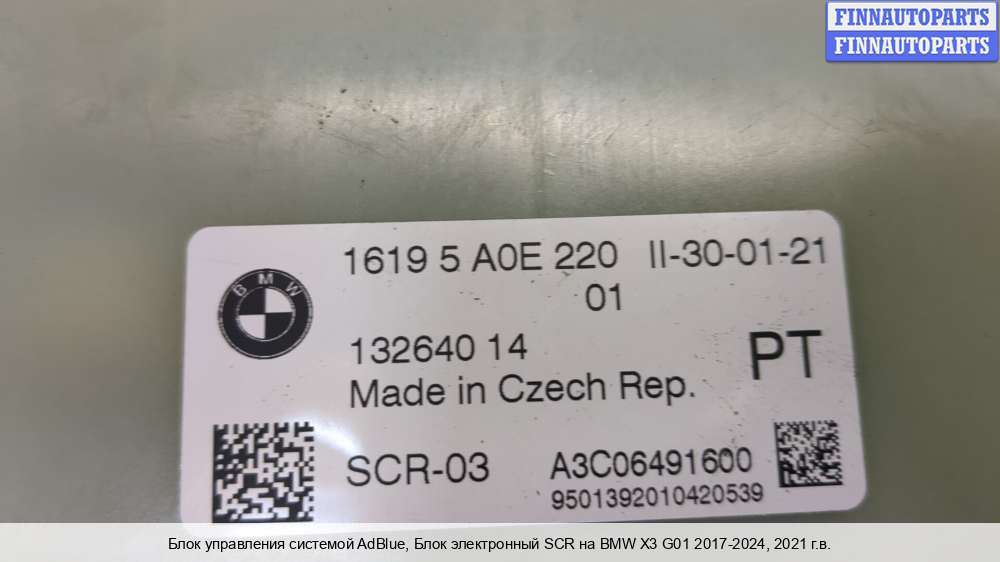 FINNAUTOPARTS
FINNAUTOPARTS
1619 5 A0E 220 II-30-01-21
01
BMW
132640 14
PT
Made in Czech Rep.
SCR-03 A3C06491600
9501392010420539
Блок управления системой AdBlue, Блок электронный SCR на BMW X3 G01 2017-2024, 2021 г.в.